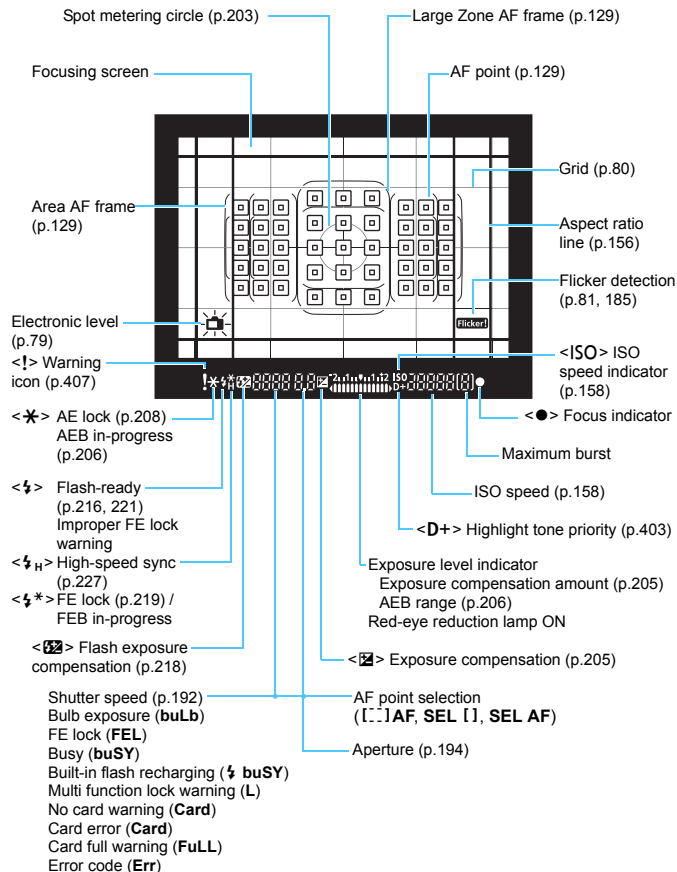 Spot metering circle (p.203)
Large Zone AF frame (p.129)
Focusing screen
AF point (p.129)
Grid (p.80)
Area AF frame
(p.129)
Aspect ratio
line (p.156)
Flicker detection
(p.81, 185)
Flicker!
Electronic level
(p.79)
<!> Warning
icon (p.407)
<ISO> ISO
speed indicator
(p.158)
-2..1..▼..1.:2 ISO
D+
<✱> AE lock (p.208)
AEB in-progress
(p.206)
<●> Focus indicator
Maximum burst
<⚡> Flash-ready
(p.216, 221)
Improper FE lock
warning
ISO speed (p.158)
<D+> Highlight tone priority (p.403)
<⚡H> High-speed sync
(p.227)
<⚡*> FE lock (p.219) /
FEB in-progress
Exposure level indicator
Exposure compensation amount (p.205)
AEB range (p.206)
Red-eye reduction lamp ON
<> Flash exposure
compensation (p.218)
<> Exposure compensation (p.205)
Shutter speed (p.192)
Bulb exposure (buLb)
FE lock (FEL)
Busy (buSY)
Built-in flash recharging (⚡ buSY)
Multi function lock warning (L)
No card warning (Card)
Card error (Card)
Card full warning (FuLL)
Error code (Err)
AF point selection
([ ] AF, SEL [ ], SEL AF)
Aperture (p.194)